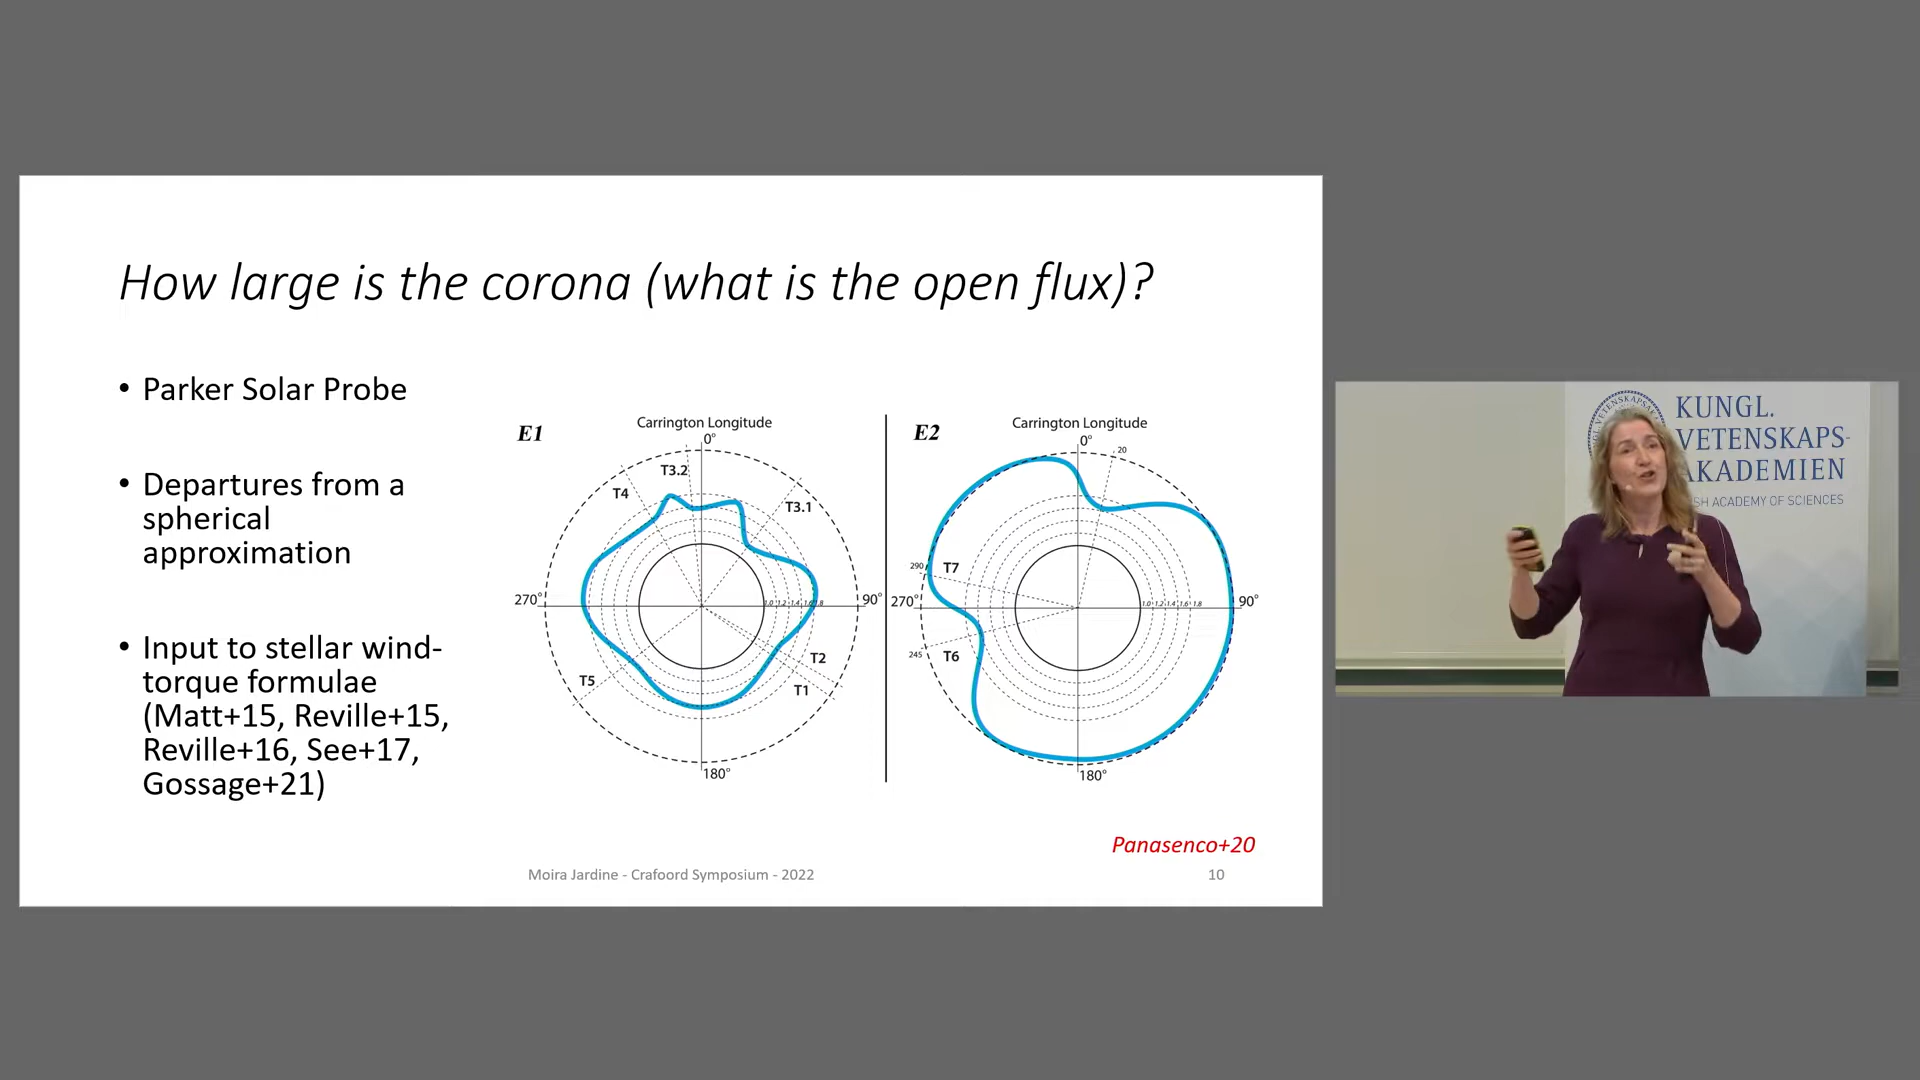 How large is the corona (what is the open flux)?
• Parker Solar Probe
• Departures from a
spherical
approximation
• Input to stellar wind-
torque formulae
(Matt+15, Reville+15,
Reville+16, See+17,
Gossage+21)
E1
Carrington Longitude
0°
T3.2
T4
T3.1
270°
90°
1.0 1.2 1.4 1.6 1.8
T2
T5
T1
180°
E2
Carrington Longitude
0°
20
290
T7
270°
90°
1.0 1.2 1.4 1.6 1.8
245
T6
180°
Panasenco+20
Moira Jardine - Crafoord Symposium - 2022
10
KUNGL.
VETENSKAPS-
AKADEMIEN
ACADEMY OF SCIENCES